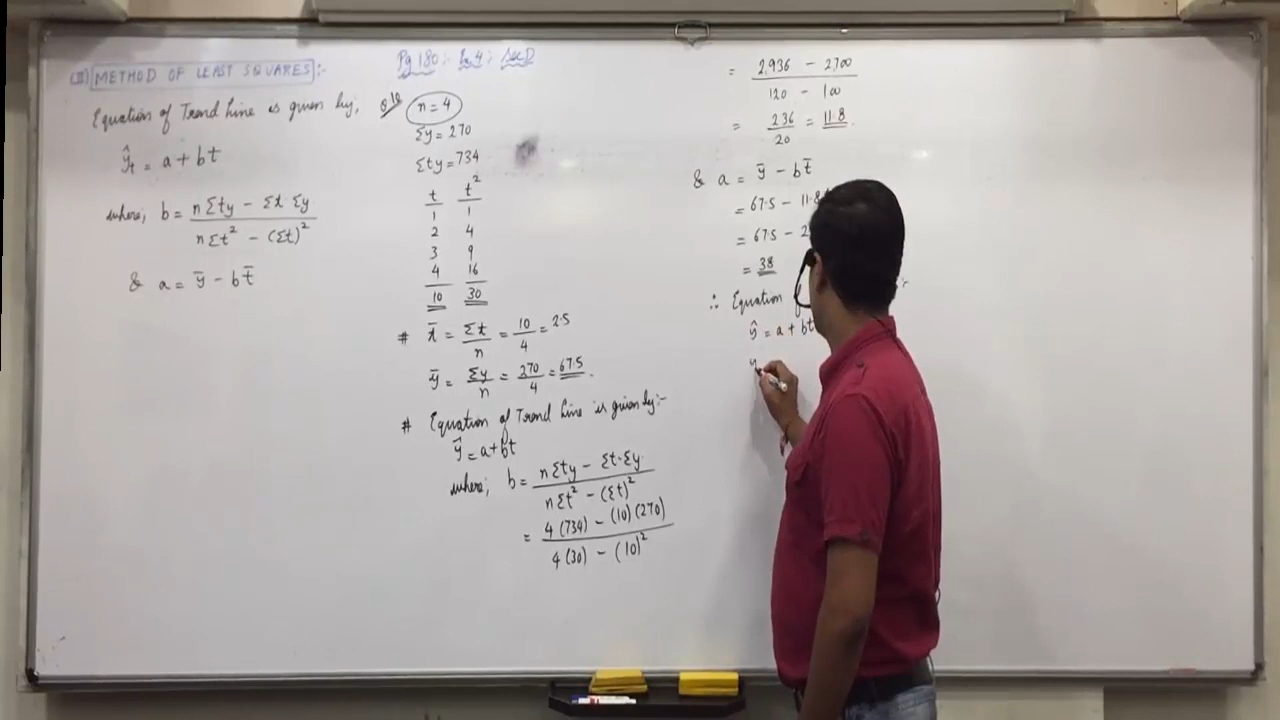 (III) METHOD OF LEAST SQUARES:-
Equation of Trend Line is given by;
ŷt = a + bt
where; b = nΣty - Σt·Σy / nΣt² - (Σt)²
& a = ȳ - bt̄
Pg 180:- Sec D
Q10 n = 4
Σy = 270
Σty = 734
t t²
1 1
2 4
3 9
4 16
10 30
# t̄ = Σt/n = 10/4 = 2.5
ȳ = Σy/n = 270/4 = 67.5
# Equation of Trend Line is given by:-
ŷ = a + bt
where; b = nΣty - Σt·Σy / nΣt² - (Σt)²
= 4(734) - (10)(270) / 4(30) - (10)²
= 2936 - 2700 / 120 - 100
= 236/20 = 11.8
& a = ȳ - bt̄
= 67.5 - 11.8
= 67.5 - 2
= 38
∴ Equation
ŷ = a + bt
y